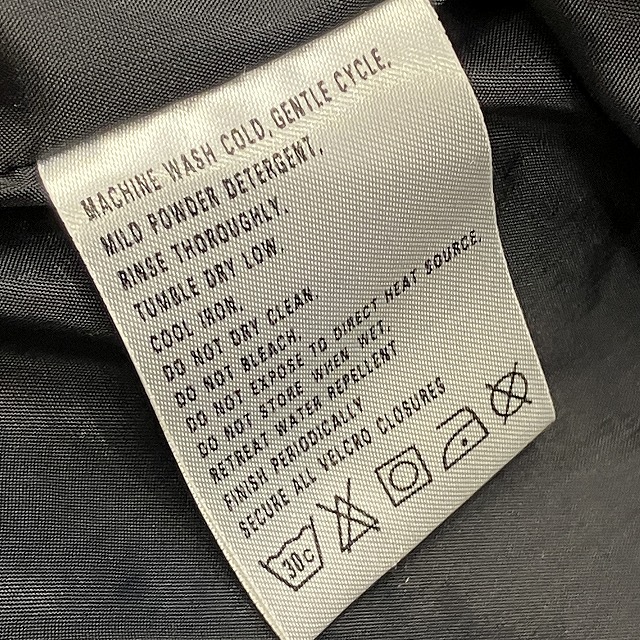 MACHINE WASH COLD, GENTLE CYCLE.
MILD POWDER DETERGENT.
RINSE THOROUGHLY.
TUMBLE DRY LOW.
COOL IRON.
DO NOT DRY CLEAN
DO NOT BLEACH.
DO NOT EXPOSE TO DIRECT HEAT SOURCE.
DO NOT STORE WHEN WET.
RETREAT WATER REPELLENT
FINISH PERIODICALLY
SECURE ALL VELCRO CLOSURES
30c